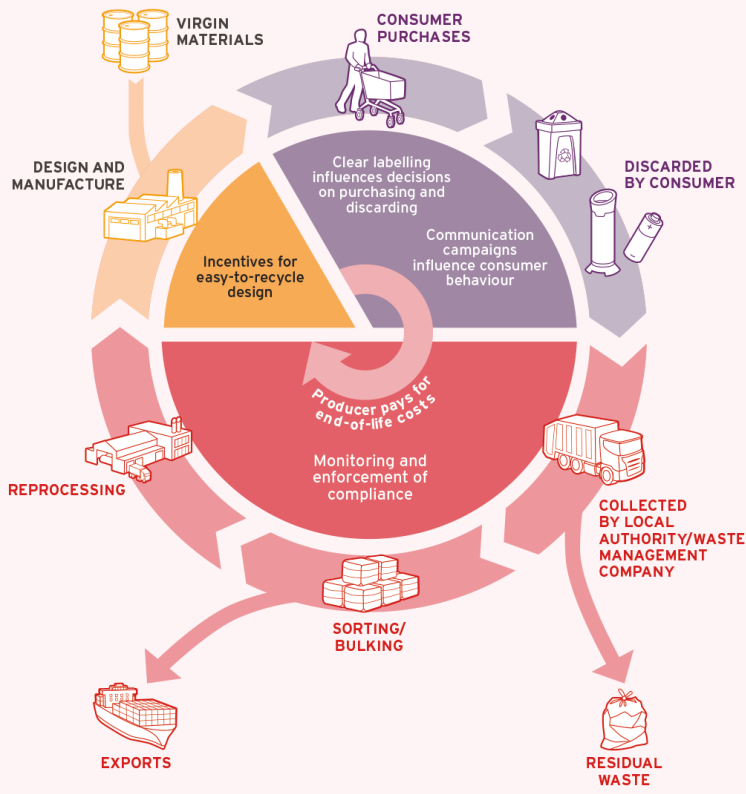 VIRGIN
MATERIALS
CONSUMER
PURCHASES
DESIGN AND
MANUFACTURE
DISCARDED
BY CONSUMER
Clear labelling
influences decisions
on purchasing and
discarding
Communication
campaigns
influence consumer
behaviour
Incentives for
easy-to-recycle
design
Producer pays for
end-of-life costs
Monitoring and
enforcement of
compliance
REPROCESSING
COLLECTED
BY LOCAL
AUTHORITY/WASTE
MANAGEMENT
COMPANY
SORTING/
BULKING
EXPORTS
RESIDUAL
WASTE